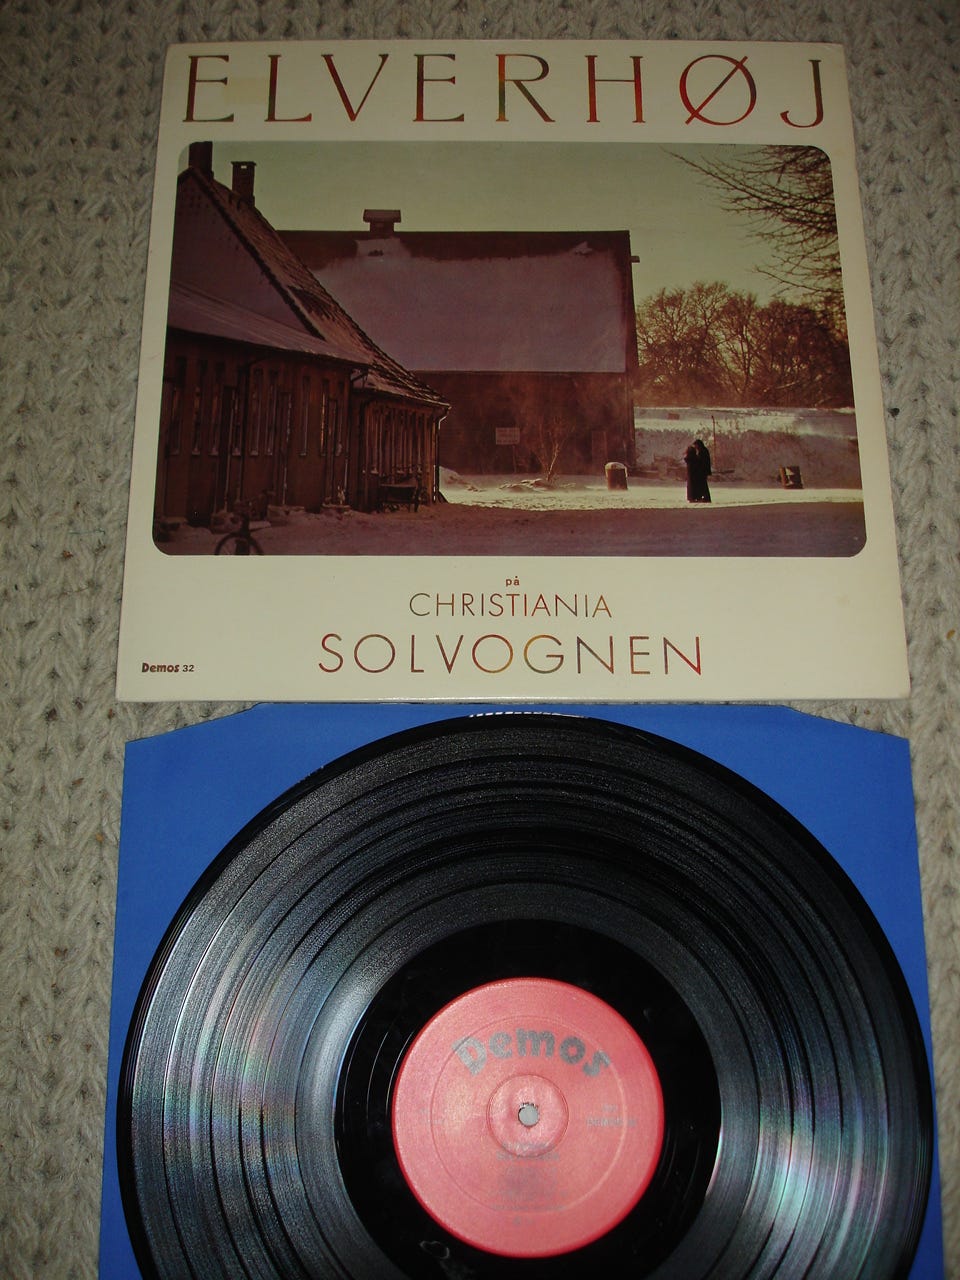 ELVERHØJ
på
CHRISTIANIA
SOLVOGNEN
Demos 32
Demos